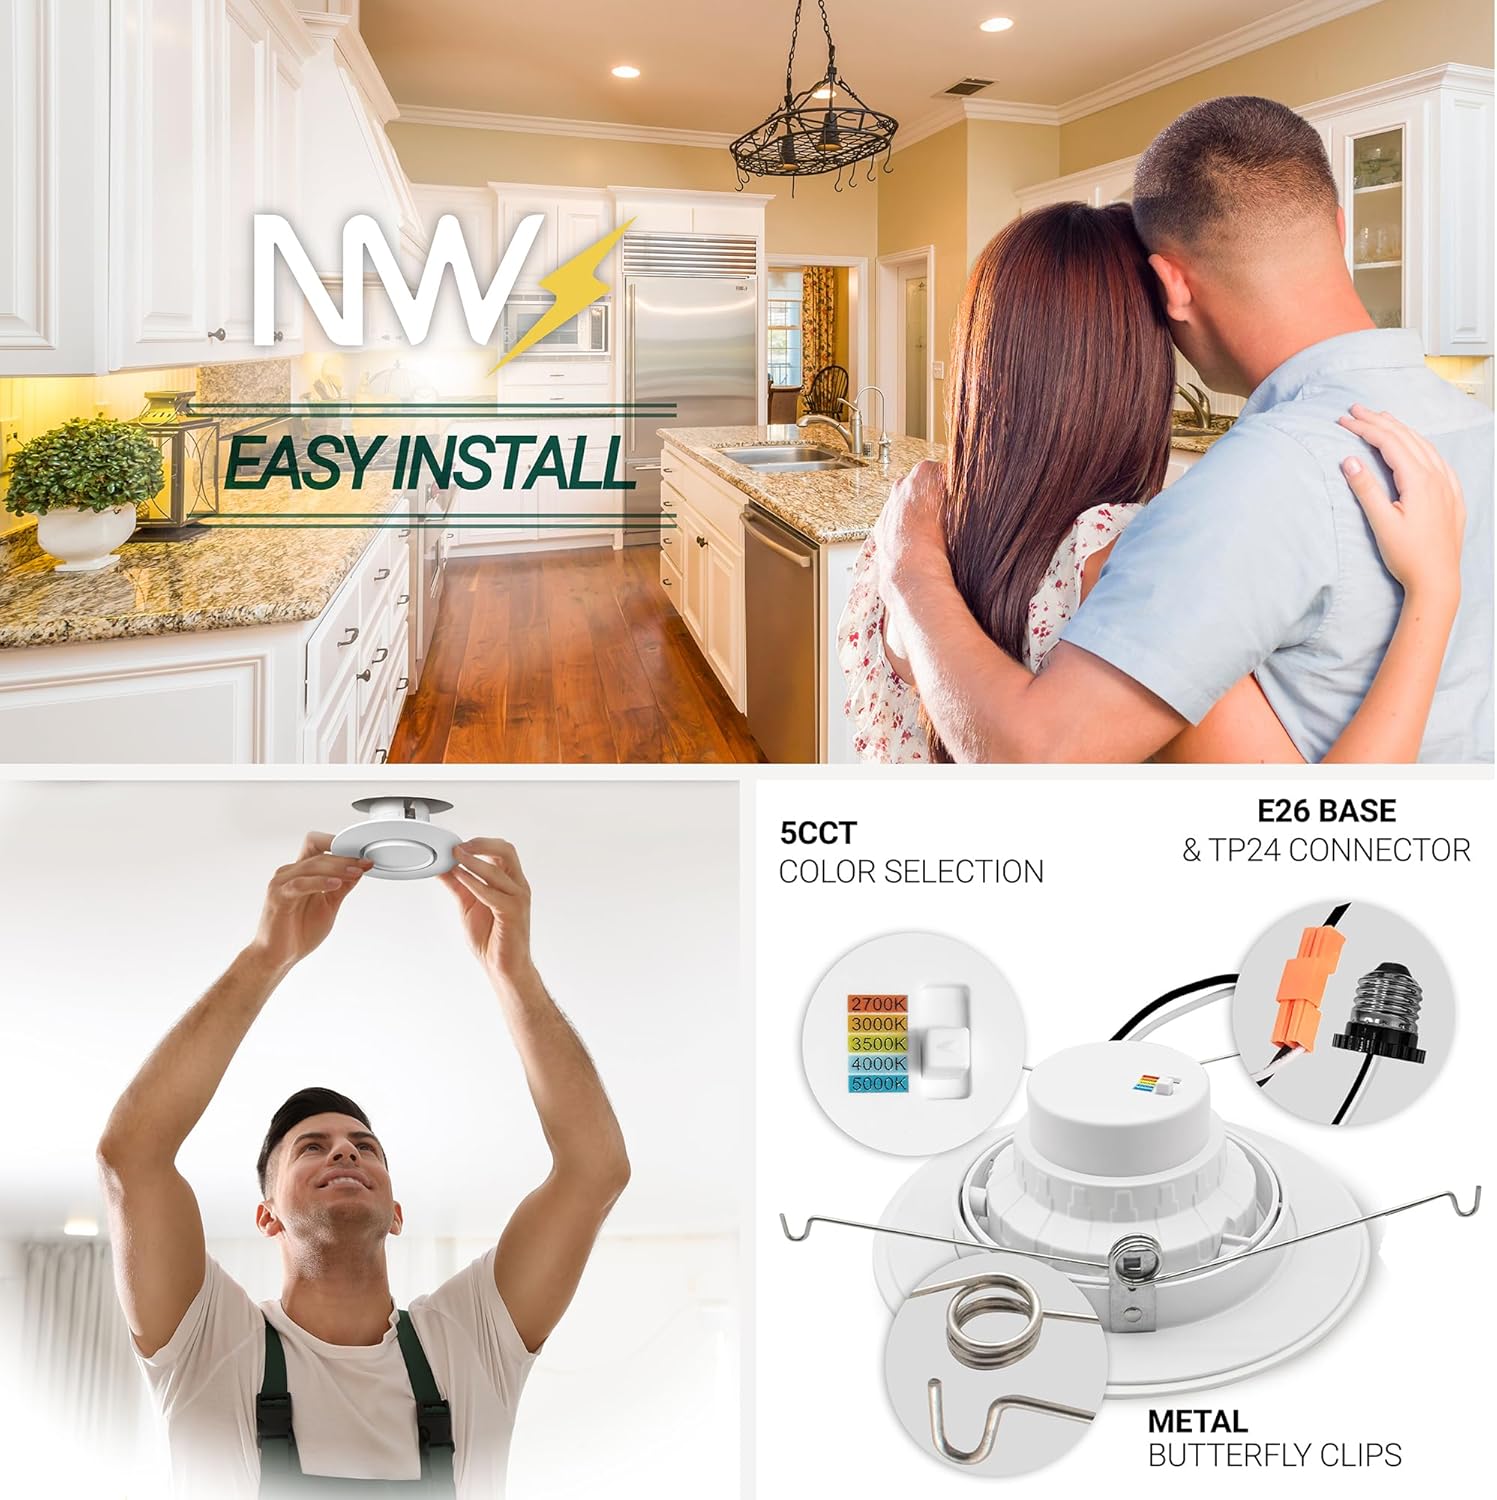 NW
EASY INSTALL
5CCT
COLOR SELECTION
E26 BASE
& TP24 CONNECTOR
2700K
3000K
3500K
4000K
5000K
METAL
BUTTERFLY CLIPS